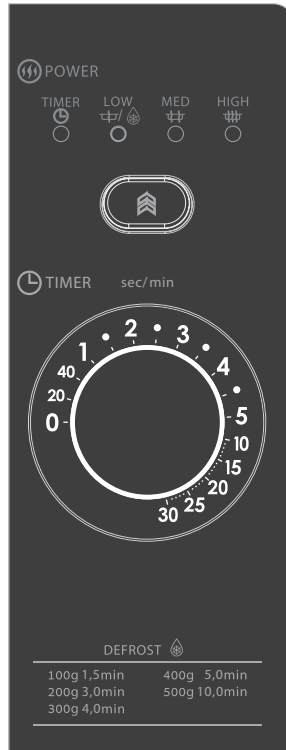 POWER
TIMER LOW MED HIGH
/
TIMER sec/min
0
20
40
1
2
3
4
5
10
15
20
25
30
DEFROST
100g 1,5min 400g 5,0min
200g 3,0min 500g 10,0min
300g 4,0min